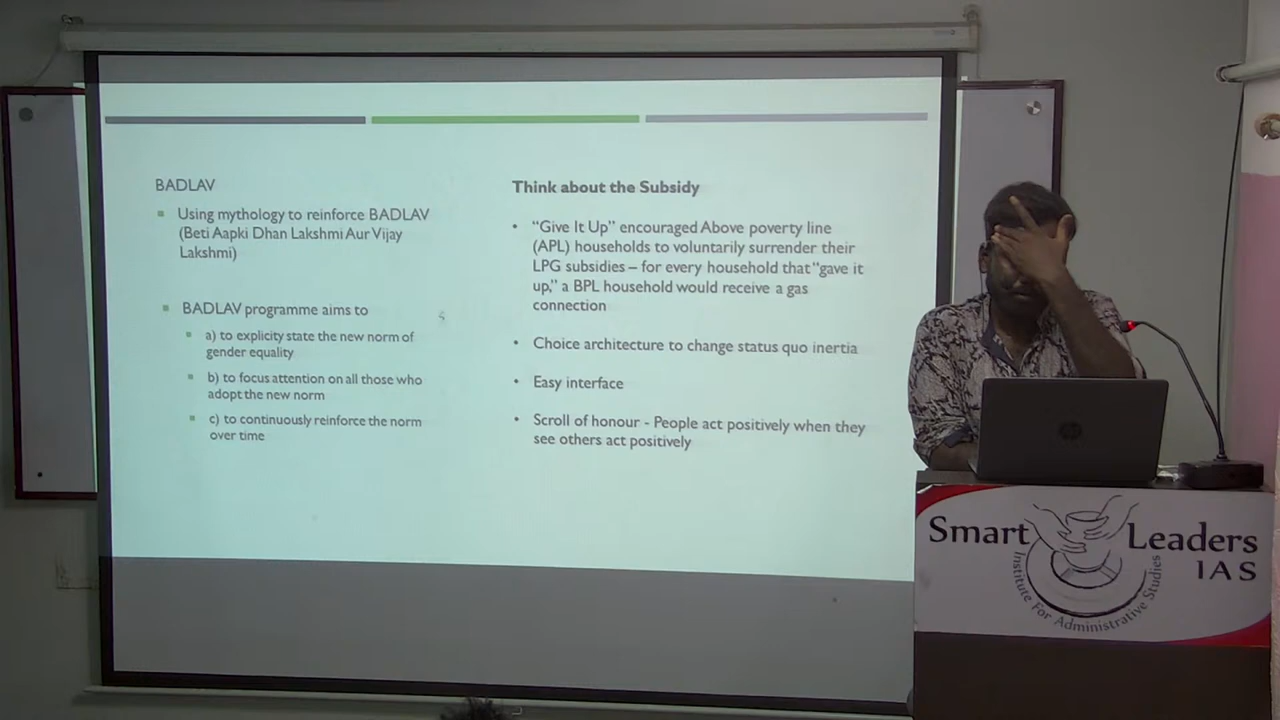 BADLAV
Using mythology to reinforce BADLAV
(Beti Aapki Dhan Lakshmi Aur Vijay
Lakshmi)
BADLAV programme aims to
a) to explicity state the new norm of
gender equality
b) to focus attention on all those who
adopt the new norm
c) to continuously reinforce the norm
over time
Think about the Subsidy
"Give It Up" encouraged Above poverty line
(APL) households to voluntarily surrender their
LPG subsidies – for every household that "gave it
up," a BPL household would receive a gas
connection
Choice architecture to change status quo inertia
Easy interface
Scroll of honour - People act positively when they
see others act positively
hp
Smart Leaders
IAS
Institute For Administrative Studies